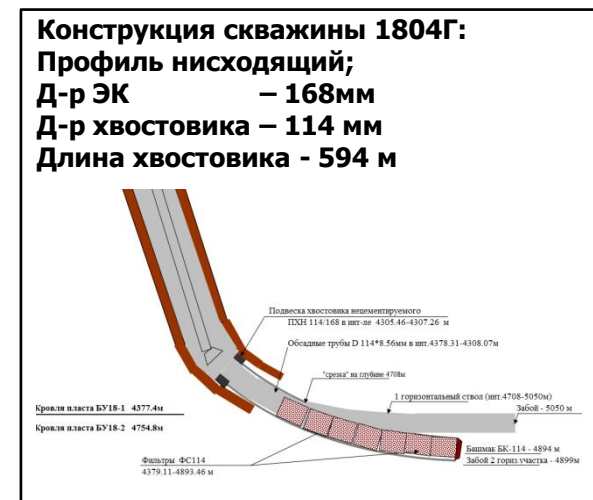 Конструкция скважины 1804Г:
Профиль нисходящий;
Д-р ЭК – 168мм
Д-р хвостовика – 114 мм
Длина хвостовика - 594 м
Подвеска хвостовика нецементируемого
ПХН 114/168 в инт-ле 4305.46-4307.26 м
Обсадные трубы D 114*8.56мм в инт.4378.31-4308.07м
"срезка" на глубине 4708м
1 горизонтальный ствол (инт.4708-5050м)
Забой - 5050 м
Кровля пласта БУ18-1 4377.4м
Кровля пласта БУ18-2 4754.8м
Башмак БК-114 - 4894 м
Забой 2 гориз.участка - 4899м
Фильтры ФС114
4379.11-4893.46 м